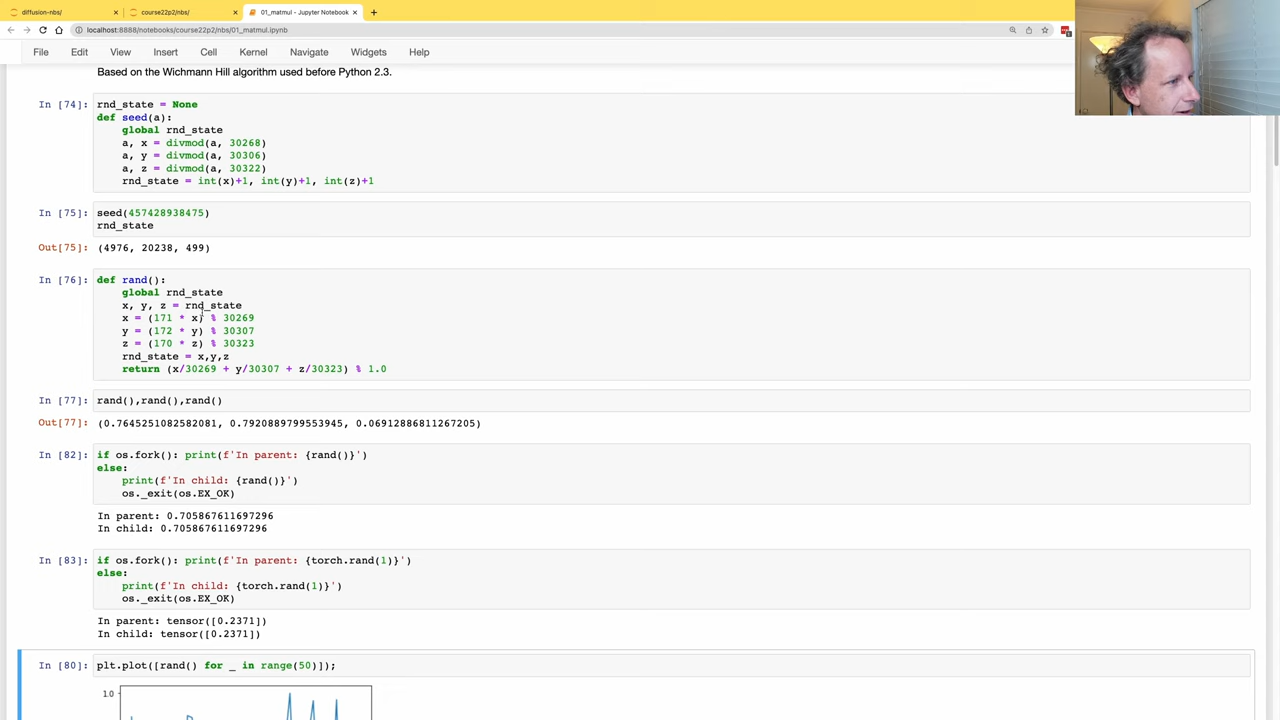 diffusion-nbs/
course22p2/nbs/
01_matmul - Jupyter Notebook
localhost:8888/notebooks/course22p2/nbs/01_matmul.ipynb
File Edit View Insert Cell Kernel Navigate Widgets Help
Based on the Wichmann Hill algorithm used before Python 2.3.
In [74]: rnd_state = None
def seed(a):
global rnd_state
a, x = divmod(a, 30268)
a, y = divmod(a, 30306)
a, z = divmod(a, 30322)
rnd_state = int(x)+1, int(y)+1, int(z)+1
In [75]: seed(457428938475)
rnd_state
Out[75]: (4976, 20238, 499)
In [76]: def rand():
global rnd_state
x, y, z = rnd_state
x = (171 * x) % 30269
y = (172 * y) % 30307
z = (170 * z) % 30323
rnd_state = x,y,z
return (x/30269 + y/30307 + z/30323) % 1.0
In [77]: rand(),rand(),rand()
Out[77]: (0.7645251082582081, 0.7920889799553945, 0.06912886811267205)
In [82]: if os.fork(): print(f'In parent: {rand()}')
else:
print(f'In child: {rand()}')
os._exit(os.EX_OK)
In parent: 0.705867611697296
In child: 0.705867611697296
In [83]: if os.fork(): print(f'In parent: {torch.rand(1)}')
else:
print(f'In child: {torch.rand(1)}')
os._exit(os.EX_OK)
In parent: tensor([0.2371])
In child: tensor([0.2371])
In [80]: plt.plot([rand() for _ in range(50)]);
1.0